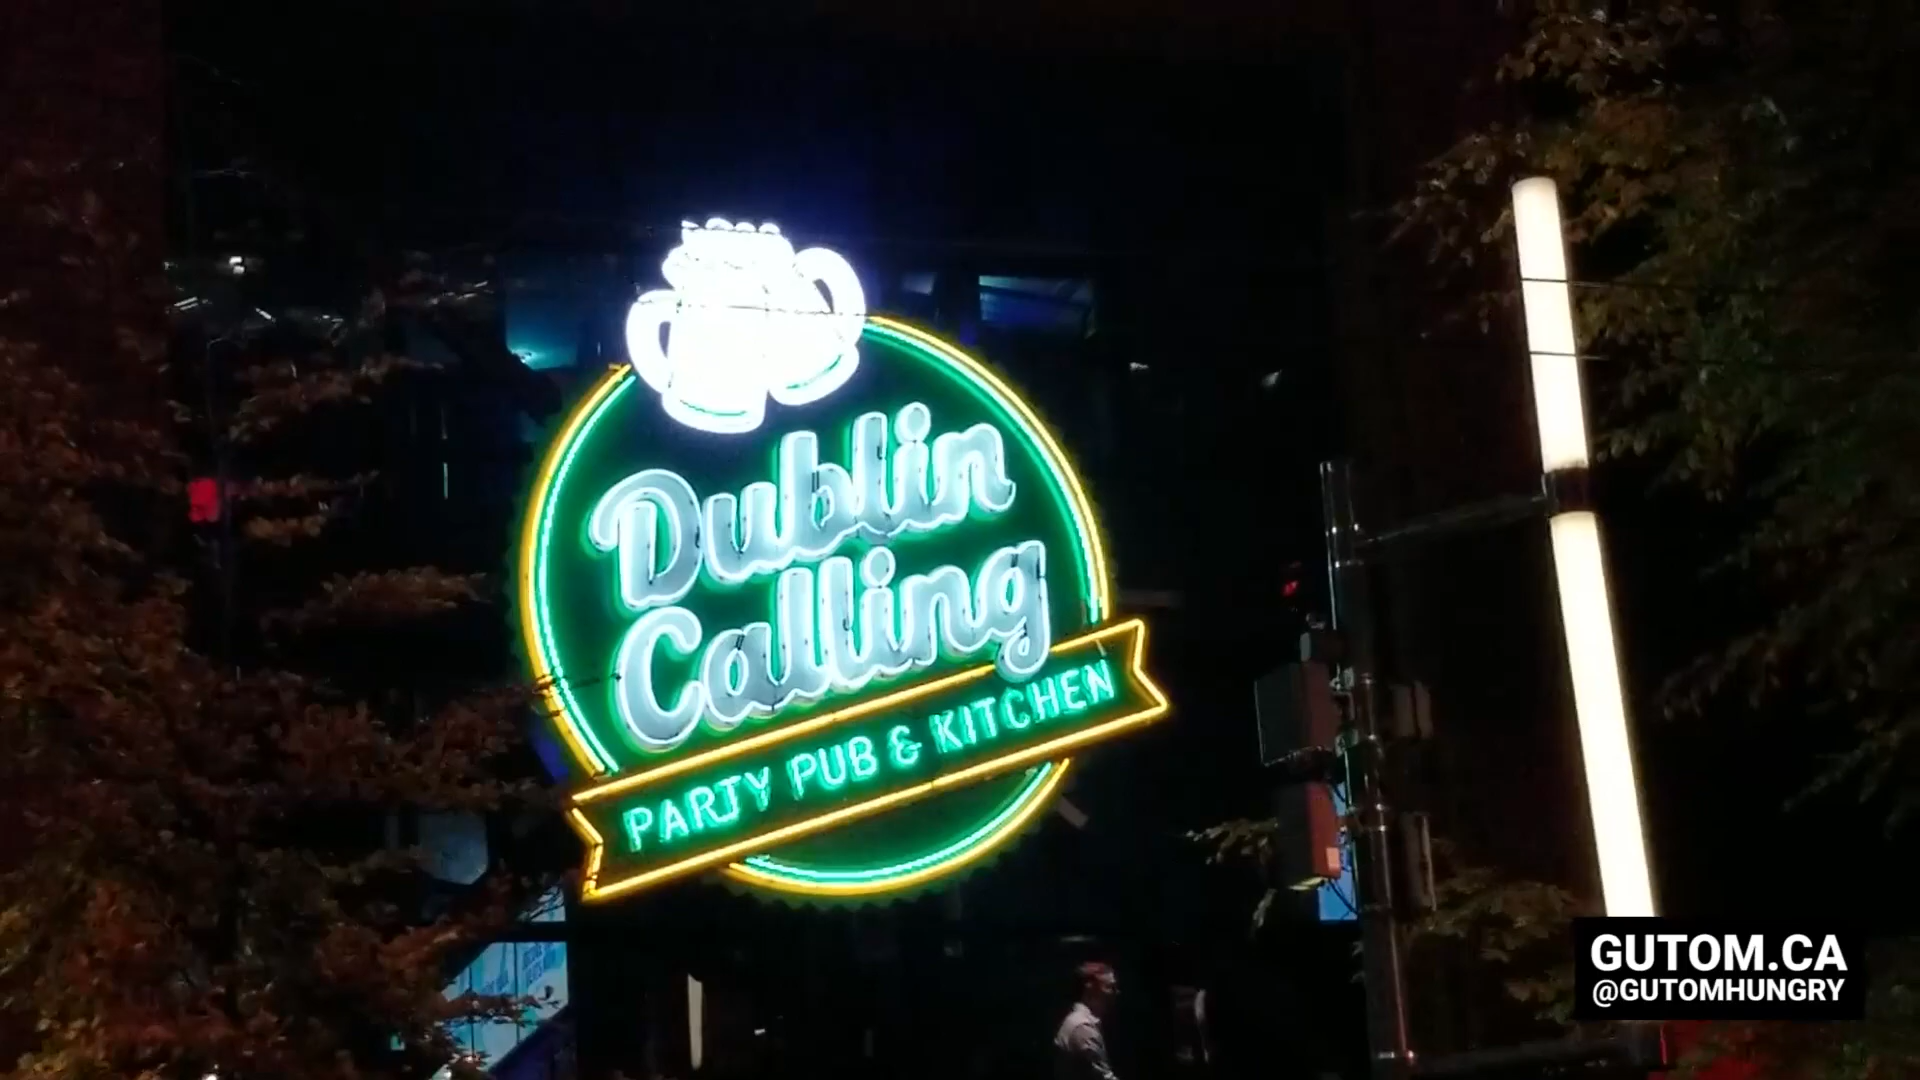 Dublin
Calling
PARTY PUB & KITCHEN
GUTOM.CA
@GUTOMHUNGRY